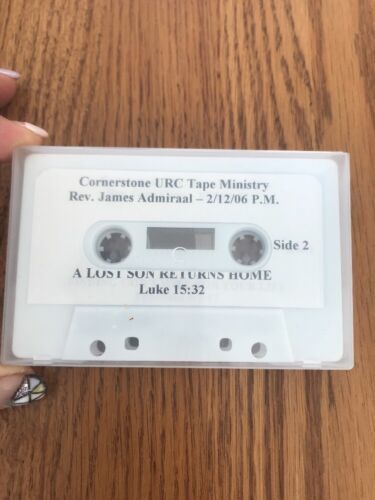 Cornerstone URC Tape Ministry
Rev. James Admiraal – 2/12/06 P.M.
Side 2
A LOST SON RETURNS HOME
Luke 15:32